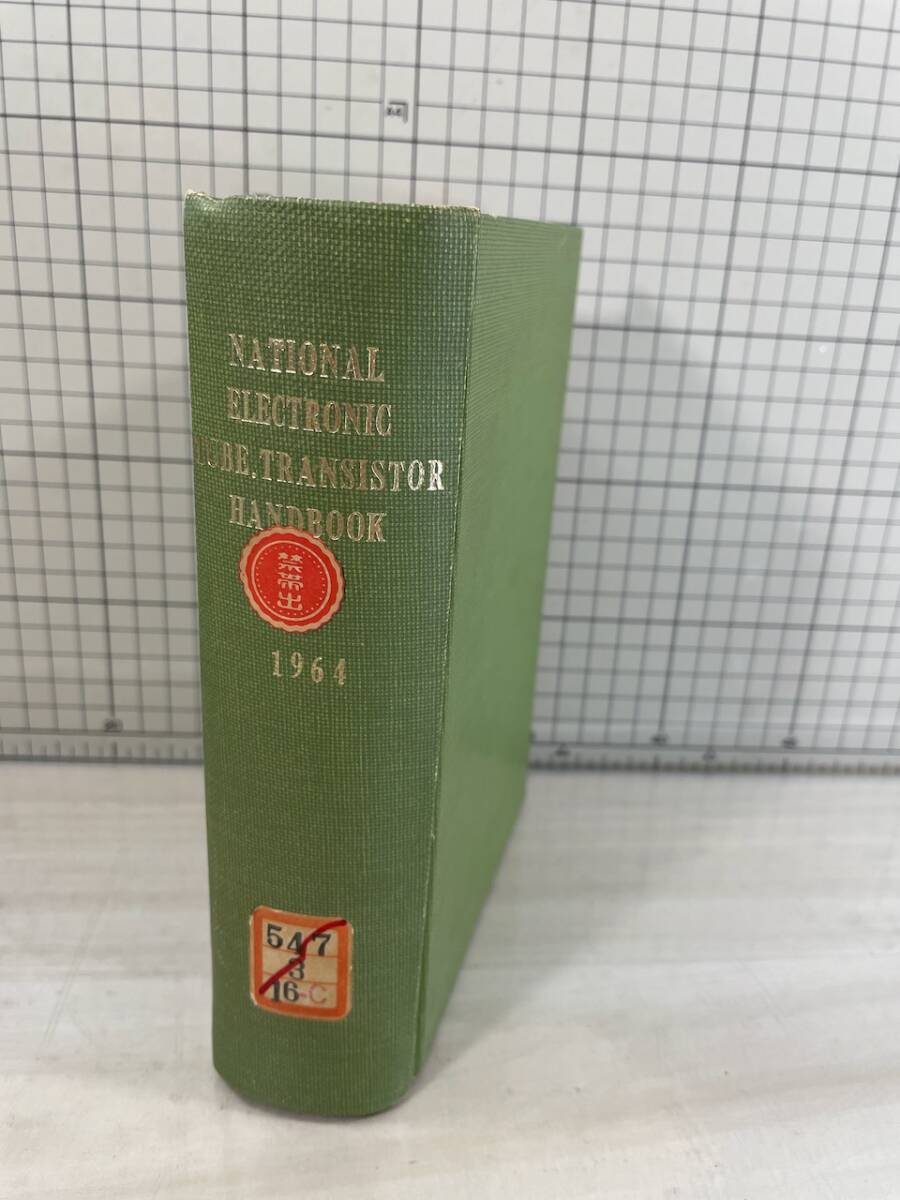 NATIONAL
ELECTRONIC
TUBE, TRANSISTOR
HANDBOOK
禁帯出
1964
547
3
16-C